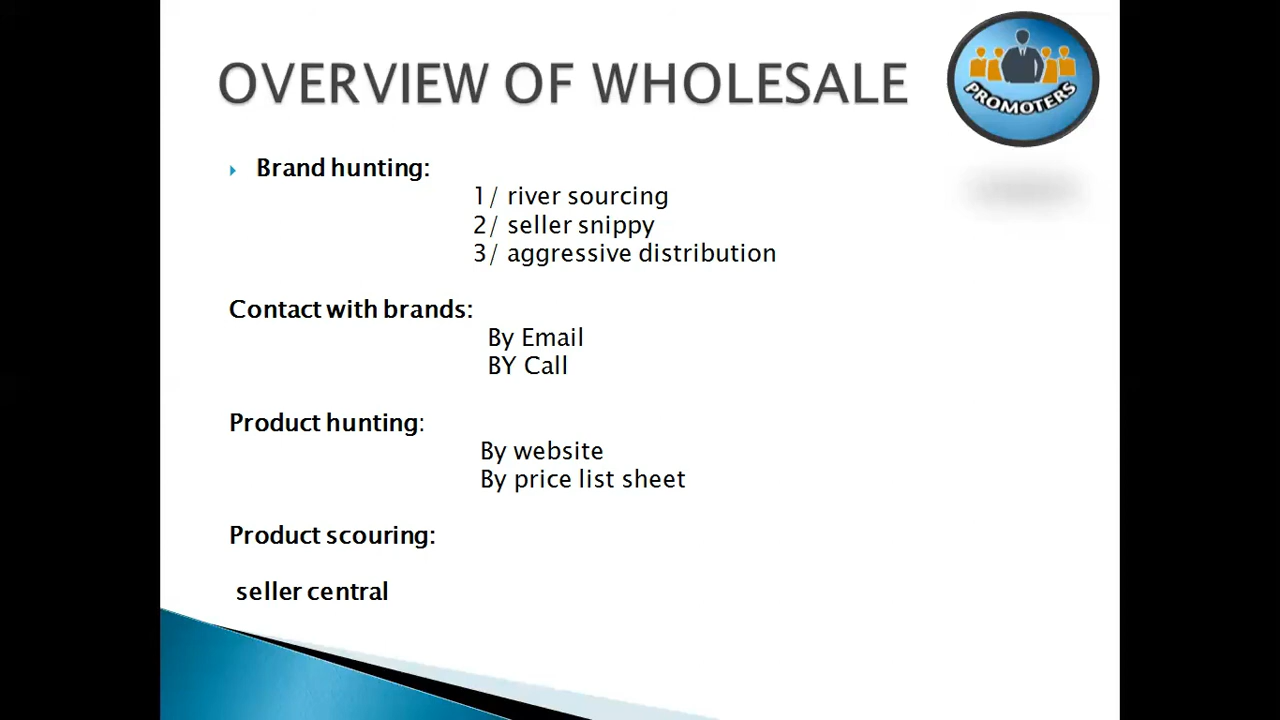 OVERVIEW OF WHOLESALE
PROMOTERS
Brand hunting:
1/ river sourcing
2/ seller snippy
3/ aggressive distribution
Contact with brands:
By Email
BY Call
Product hunting:
By website
By price list sheet
Product scouring:
seller central